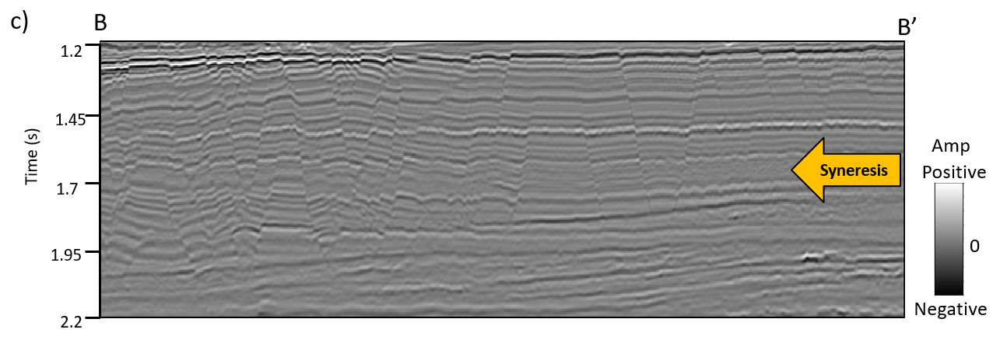 c)
B
B’
1.2
1.45
1.7
1.95
2.2
Time (s)
Syneresis
Amp
Positive
0
Negative